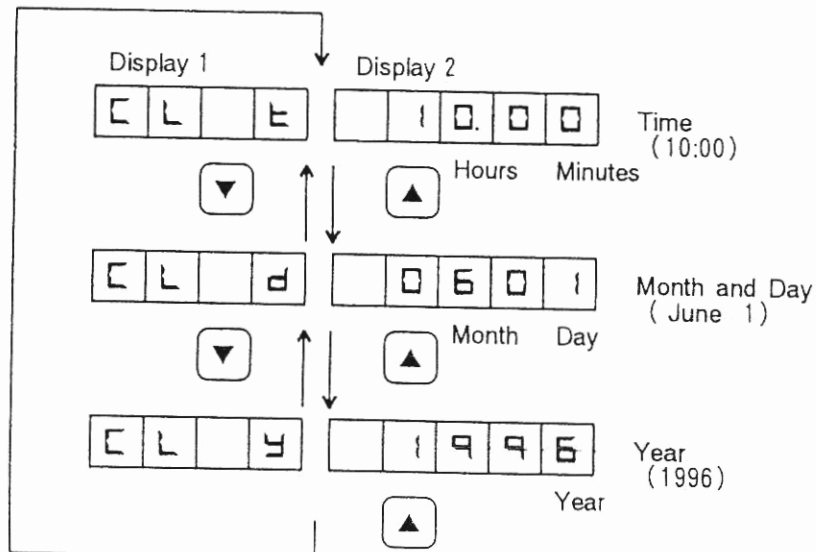 Display 1 Display 2
CL t 10.00 Time
(10:00)
Hours Minutes
CL d 0601 Month and Day
( June 1)
Month Day
CL y 1996 Year
(1996)
Year